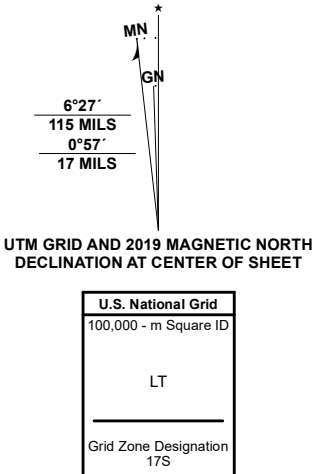 MN
GN
6°27´
115 MILS
0°57´
17 MILS
UTM GRID AND 2019 MAGNETIC NORTH
DECLINATION AT CENTER OF SHEET
U.S. National Grid
100,000 - m Square ID
LT
Grid Zone Designation
17S